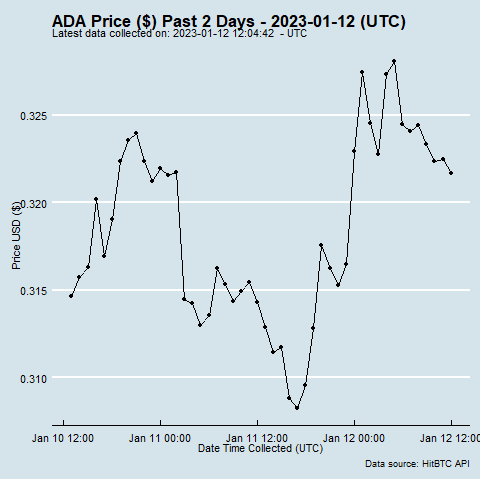 ADA Price ($) Past 2 Days - 2023-01-12 (UTC)
Latest data collected on: 2023-01-12 12:04:42 - UTC
0.325
0.320
0.315
0.310
Price USD ($)
Jan 10 12:00 Jan 11 00:00 Jan 11 12:00 Jan 12 00:00 Jan 12 12:00
Date Time Collected (UTC)
Data source: HitBTC API